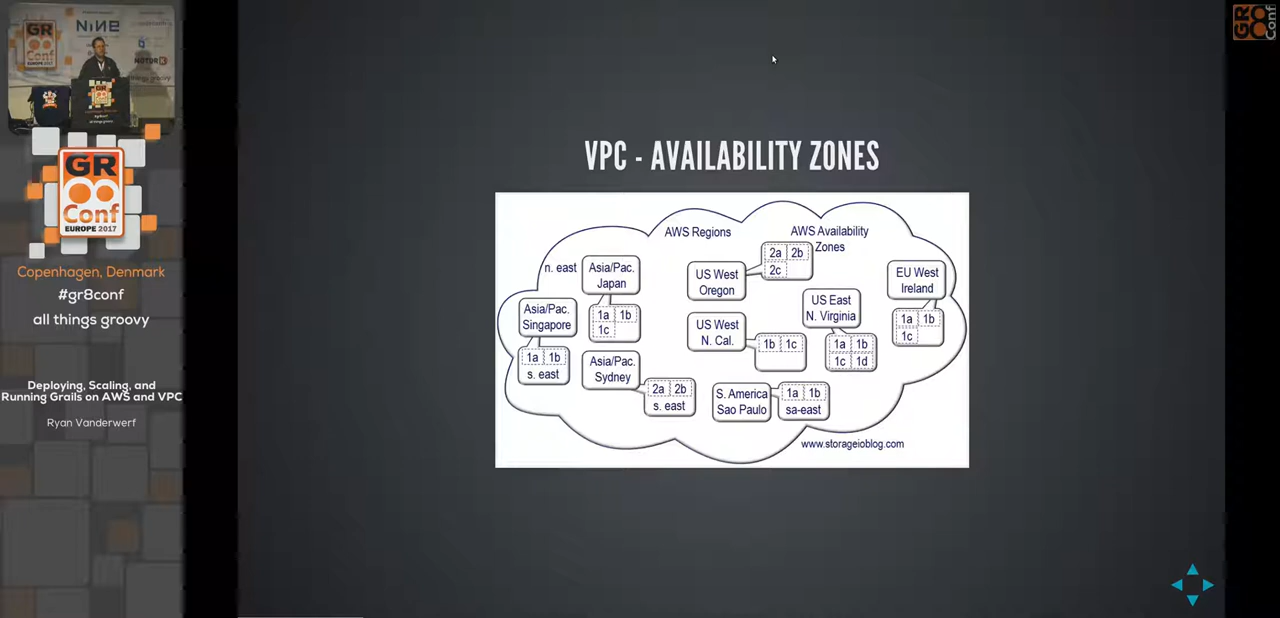 NINE
MOTOR K
GR
Conf
EUROPE 2017
Copenhagen, Denmark
#gr8conf
all things groovy
Deploying, Scaling, and
Running Grails on AWS and VPC
Ryan Vanderwerf
VPC - AVAILABILITY ZONES
AWS Regions
AWS Availability
Zones
n. east
Asia/Pac.
Japan
1a 1b
1c
Asia/Pac.
Singapore
1a 1b
s. east
Asia/Pac.
Sydney
2a 2b
s. east
US West
Oregon
2a 2b
2c
US West
N. Cal.
1b 1c
US East
N. Virginia
1a 1b
1c 1d
S. America
Sao Paulo
1a 1b
sa-east
EU West
Ireland
1a 1b
1c
www.storageioblog.com
GR
Conf